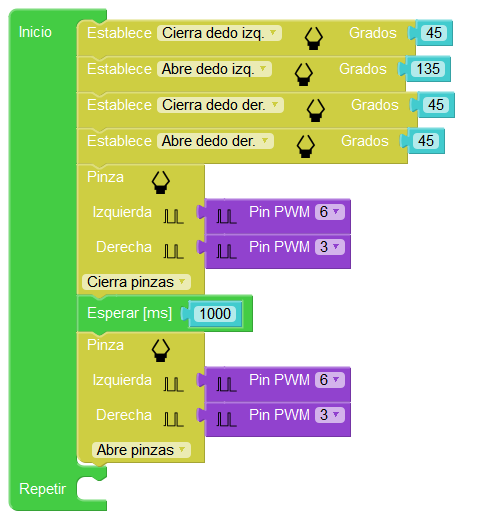 Inicio
Establece Cierra dedo izq. Grados 45
Establece Abre dedo izq. Grados 135
Establece Cierra dedo der. Grados 45
Establece Abre dedo der. Grados 45
Pinza
Izquierda Pin PWM 6
Derecha Pin PWM 3
Cierra pinzas
Esperar [ms] 1000
Pinza
Izquierda Pin PWM 6
Derecha Pin PWM 3
Abre pinzas
Repetir